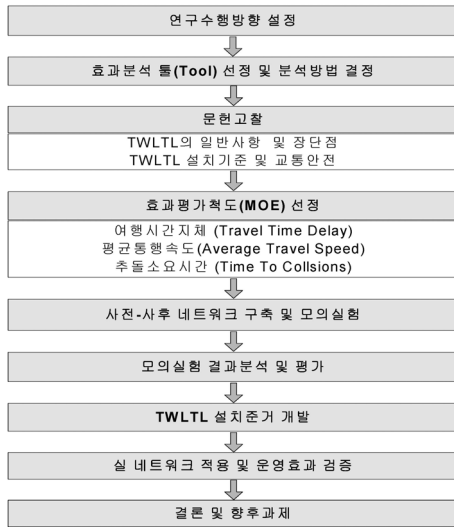 연구수행방향 설정
효과분석 툴(Tool) 선정 및 분석방법 결정
문헌고찰
TWLTL의 일반사항 및 장단점
TWLTL 설치기준 및 교통안전
효과평가척도(MOE) 선정
여행시간지체 (Travel Time Delay)
평균통행속도(Average Travel Speed)
추돌소요시간 (Time To Collsions)
사전-사후 네트워크 구축 및 모의실험
모의실험 결과분석 및 평가
TWLTL 설치준거 개발
실 네트워크 적용 및 운영효과 검증
결론 및 향후과제